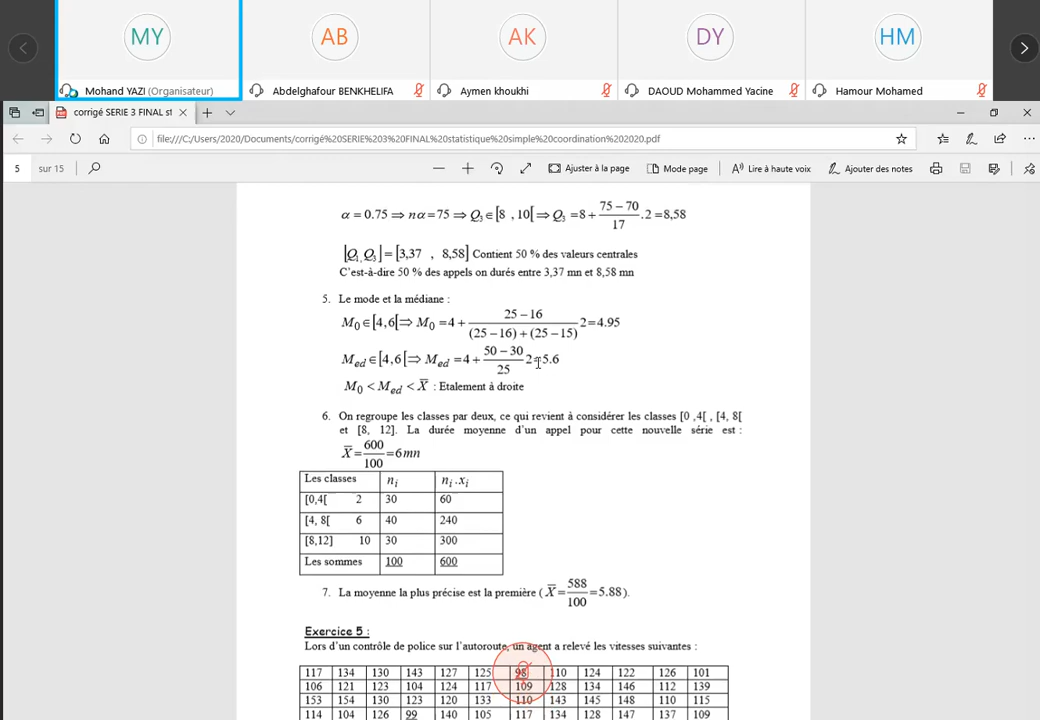 MY AB AK DY HM
Mohand YAZI (Organisateur) Abdelghafour BENKHELIFA Aymen khoukhi DAOUD Mohammed Yacine Hamour Mohamed
corrigé SERIE 3 FINAL st
file:///C:/Users/2020/Documents/corrigé%20SERIE%203%20FINAL%20statistique%20simple%20coordination%202020.pdf
5 sur 15 Ajuster à la page Mode page Lire à haute voix Ajouter des notes
α = 0.75 ⇒ nα = 75 ⇒ Q₃ ∈ [8 , 10[ ⇒ Q₃ = 8 + (75 − 70)/17 .2 = 8,58
[Q₁, Q₃] = [3,37 , 8,58] Contient 50 % des valeurs centrales
C'est-à-dire 50 % des appels on durés entre 3,37 mn et 8,58 mn
5. Le mode et la médiane :
M₀ ∈ [4,6[ ⇒ M₀ = 4 + (25 − 16)/((25 − 16) + (25 − 15)) 2 = 4.95
M_ed ∈ [4,6[ ⇒ M_ed = 4 + (50 − 30)/25 2 = 5.6
M₀ < M_ed < X̄ : Etalement à droite
6. On regroupe les classes par deux, ce qui revient à considérer les classes [0 ,4[ , [4, 8[
et [8, 12]. La durée moyenne d'un appel pour cette nouvelle série est :
X̄ = 600/100 = 6 mn
Les classes nᵢ nᵢ .xᵢ
[0,4[ 2 30 60
[4, 8[ 6 40 240
[8,12] 10 30 300
Les sommes 100 600
7. La moyenne la plus précise est la première ( X̄ = 588/100 = 5.88).
Exercice 5 :
Lors d'un contrôle de police sur l'autoroute, un agent a relevé les vitesses suivantes :
117 134 130 143 127 125 98 110 124 122 126 101
106 121 123 104 124 117 109 128 134 146 112 139
153 154 130 123 120 133 110 143 145 148 110 115
114 104 126 99 140 105 117 134 128 147 137 109